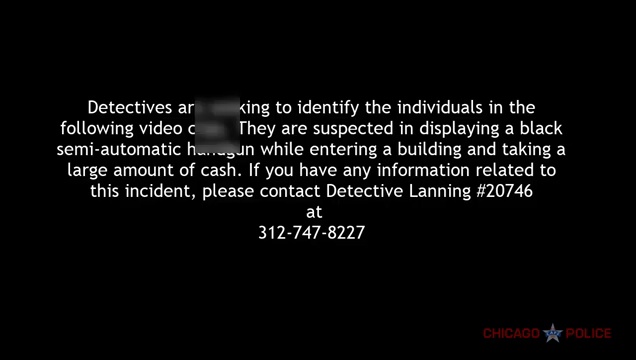 Detectives to identify the individuals in the
following video They are suspected in displaying a black
semi-automatic handgun while entering a building and taking a
large amount of cash. If you have any information related to
this incident, please contact Detective Lanning #20746
at
312-747-8227
CHICAGO POLICE